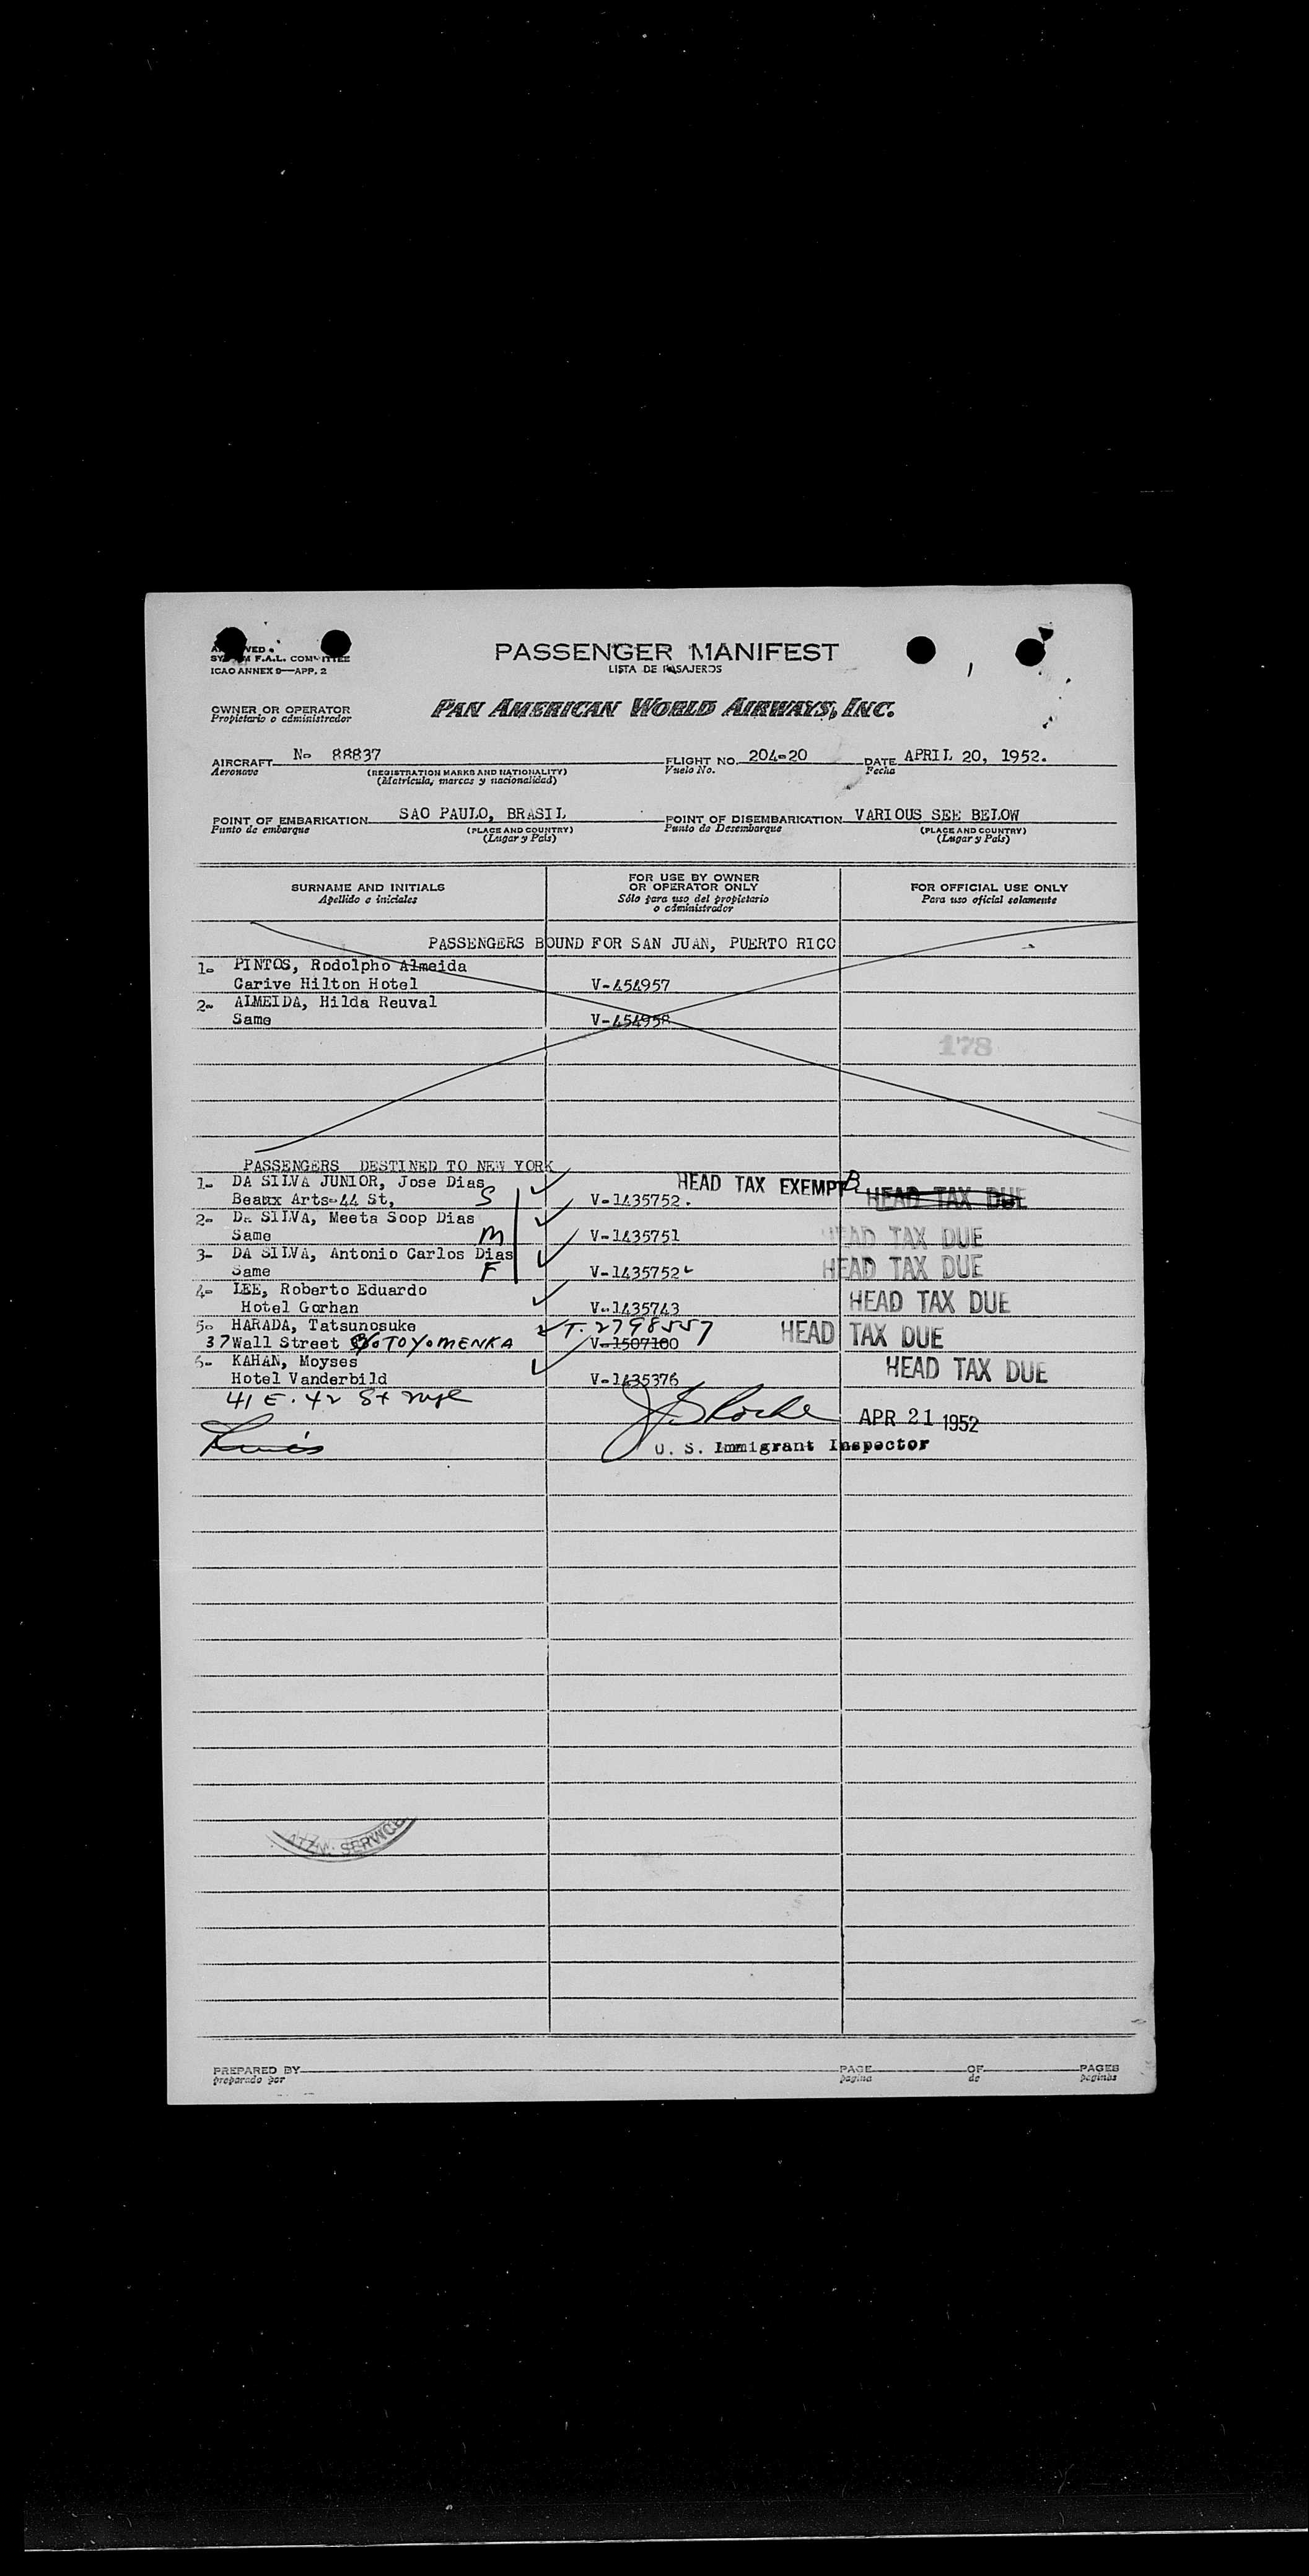 SYSTEM F.A.L. COMMITTEE
ICAO ANNEX 9—APP. 2
PASSENGER MANIFEST
LISTA DE PASAJEROS
OWNER OR OPERATOR
Propietario o administrador
PAN AMERICAN WORLD AIRWAYS, INC.
AIRCRAFT No 88837 FLIGHT NO. 204-20 DATE APRIL 20, 1952.
Aeronave (REGISTRATION MARKS AND NATIONALITY) Vuelo No. Fecha
(Matricula, marcas y nacionalidad)
POINT OF EMBARKATION SAO PAULO, BRASIL POINT OF DISEMBARKATION VARIOUS SEE BELOW
Punto de embarque (PLACE AND COUNTRY) Punto de Desembarque (PLACE AND COUNTRY)
(Lugar y País) (Lugar y País)
SURNAME AND INITIALS
Apellido e iniciales
FOR USE BY OWNER
OR OPERATOR ONLY
Sólo para uso del propietario
o administrador
FOR OFFICIAL USE ONLY
Para uso oficial solamente
PASSENGERS BOUND FOR SAN JUAN, PUERTO RICO
1- PINTOS, Rodolpho Almeida
Carive Hilton Hotel V-454957
2- ALMEIDA, Hilda Reuval
Same V-454958
178
PASSENGERS DESTINED TO NEW YORK
1- DA SILVA JUNIOR, Jose Dias HEAD TAX EXEMPT HEAD TAX DUE
Beaux Arts-44 St, S V-1435752.
2- DA SILVA, Meeta Soop Dias
Same M V-1435751 HEAD TAX DUE
3- DA SILVA, Antonio Carlos Dias
Same F V-1435752 HEAD TAX DUE
4- LEE, Roberto Eduardo
Hotel Gorhan V-1435743 HEAD TAX DUE
5- HARADA, Tatsunosuke T. 2798557
37 Wall Street TOYOMENKA V-1507100 HEAD TAX DUE
6- KAHAN, Moyses
Hotel Vanderbild V-1435376 HEAD TAX DUE
41 E. 42 St
APR 21 1952
U. S. Immigrant Inspector
SERVICE
PREPARED BY PAGE OF PAGES
preparado por página de páginas